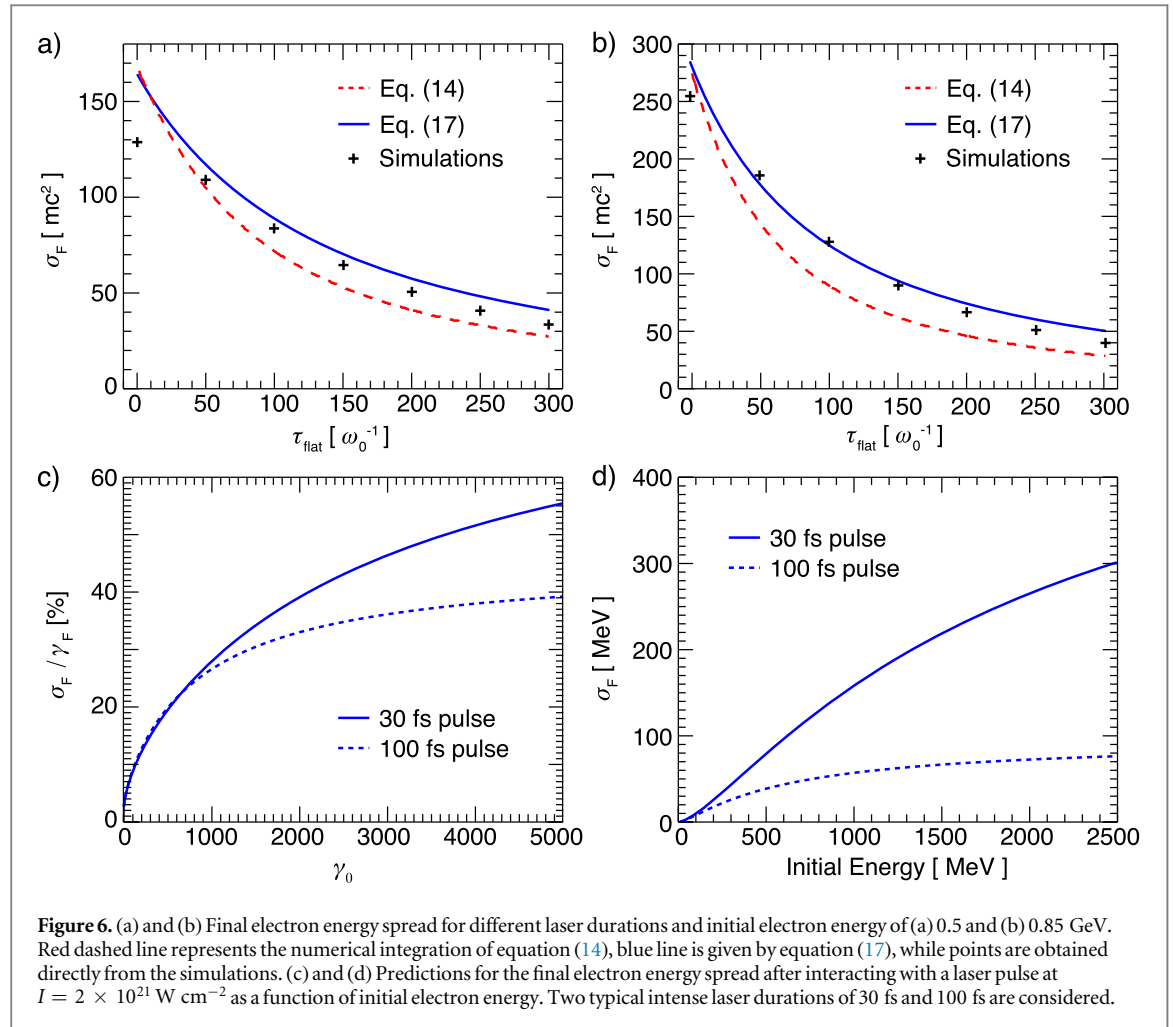 a)
Eq. (14)
Eq. (17)
Simulations
150
100
50
0
σF [ mc² ]
0 50 100 150 200 250 300
τflat [ ω0⁻¹ ]
b)
Eq. (14)
Eq. (17)
Simulations
300
250
200
150
100
50
0
σF [ mc² ]
0 50 100 150 200 250 300
τflat [ ω0⁻¹ ]
c)
60
40
20
0
σF / γF [%]
30 fs pulse
100 fs pulse
0 1000 2000 3000 4000 5000
γ0
d)
400
300
200
100
0
σF [ MeV ]
30 fs pulse
100 fs pulse
0 500 1000 1500 2000 2500
Initial Energy [ MeV ]
Figure 6. (a) and (b) Final electron energy spread for different laser durations and initial electron energy of (a) 0.5 and (b) 0.85 GeV.
Red dashed line represents the numerical integration of equation (14), blue line is given by equation (17), while points are obtained
directly from the simulations. (c) and (d) Predictions for the final electron energy spread after interacting with a laser pulse at
I = 2 × 10²¹ W cm⁻² as a function of initial electron energy. Two typical intense laser durations of 30 fs and 100 fs are considered.